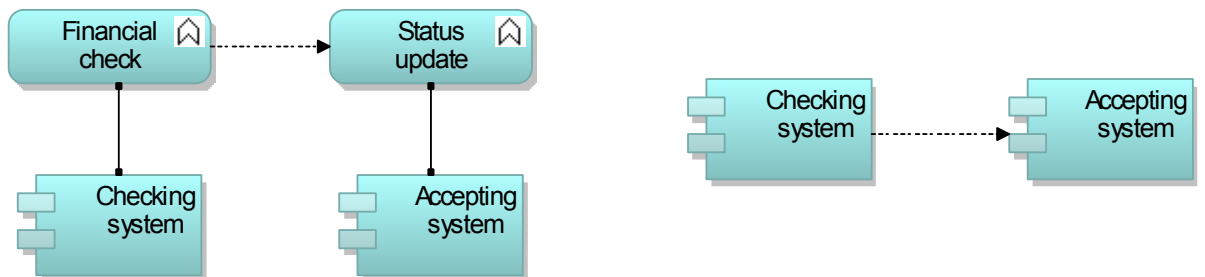 Financial
check
Status
update
Checking
system
Accepting
system
Checking
system
Accepting
system